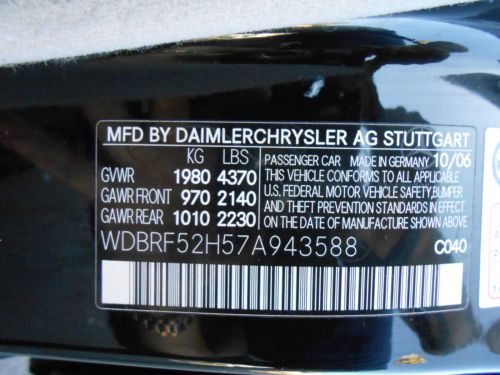 MFD BY DAIMLERCHRYSLER AG STUTTGART
KG LBS
GVWR 1980 4370
GAWR FRONT 970 2140
GAWR REAR 1010 2230
PASSENGER CAR MADE IN GERMANY 10/06
THIS VEHICLE CONFORMS TO ALL APPLICABLE
U.S. FEDERAL MOTOR VEHICLE SAFETY, BUMPER
AND THEFT PREVENTION STANDARDS IN EFFECT
ON THE DATE OF MANUFACTURE SHOWN ABOVE.
WDBRF52H57A943588 C040